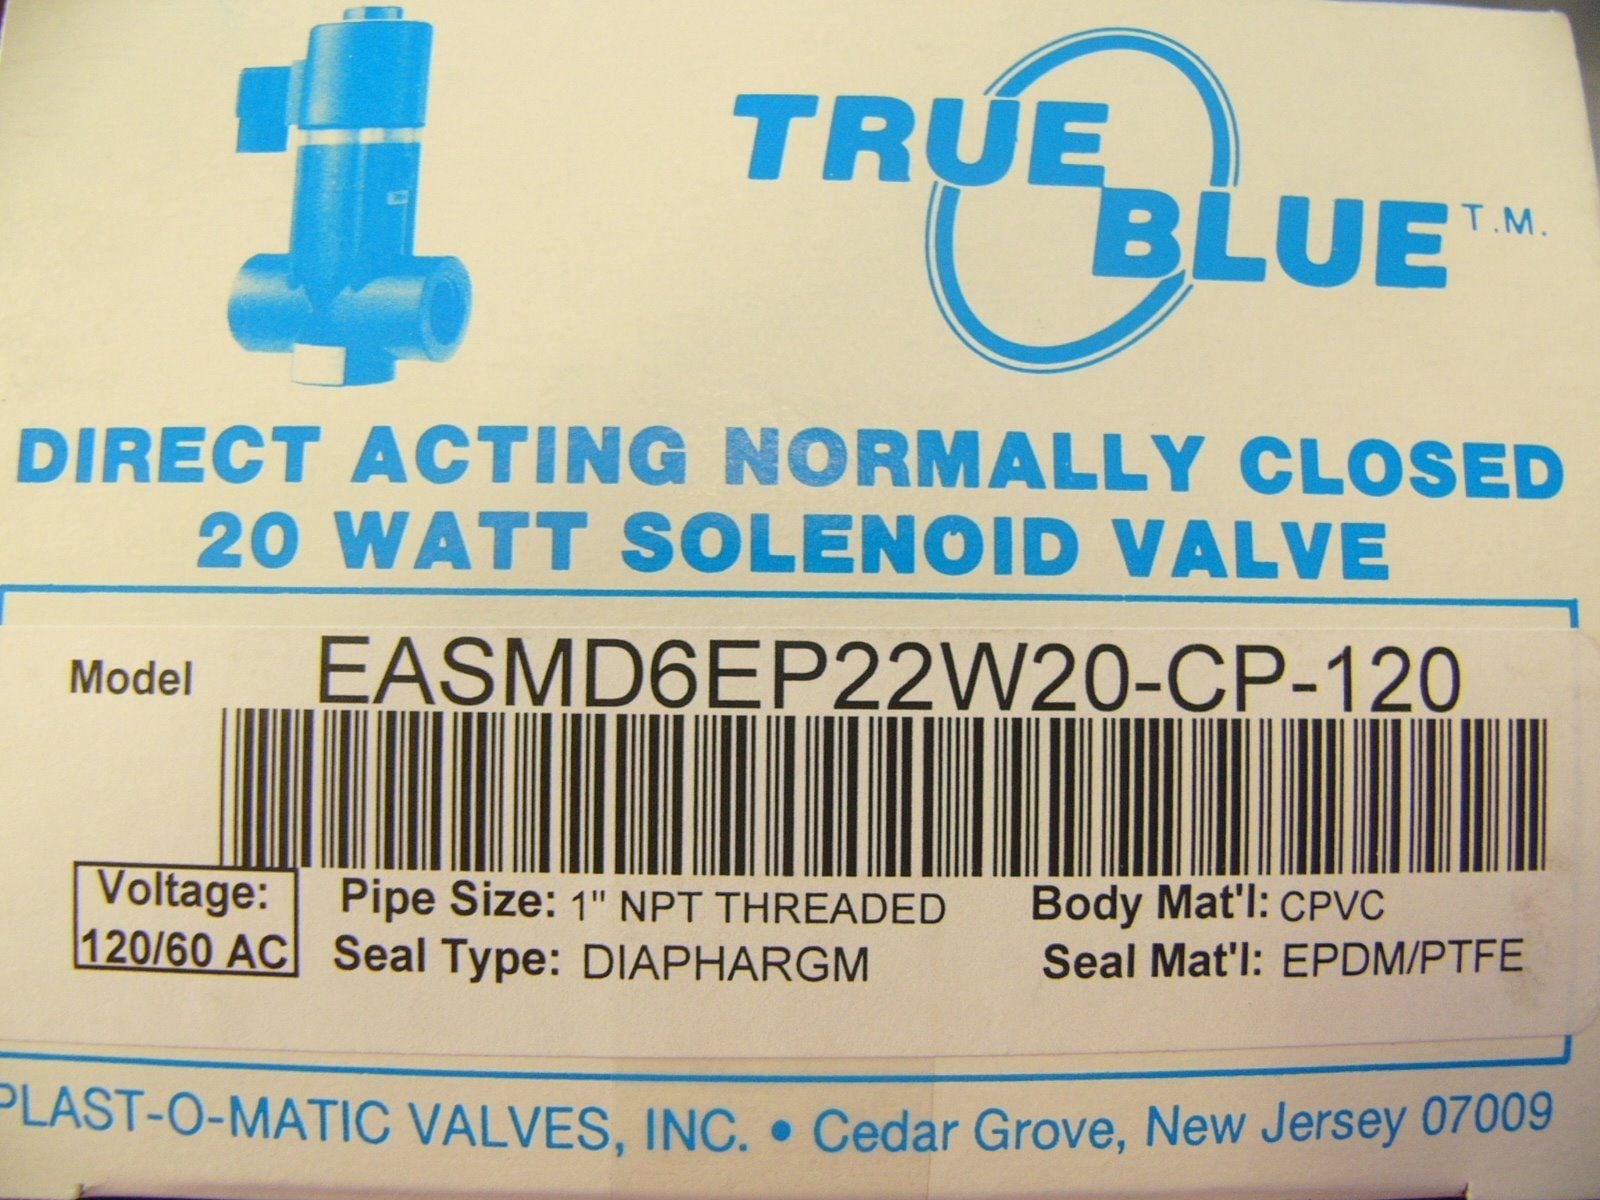 TRUE
BLUE T.M.
DIRECT ACTING NORMALLY CLOSED
20 WATT SOLENOID VALVE
Model EASMD6EP22W20-CP-120
Voltage: Pipe Size: 1" NPT THREADED Body Mat'l: CPVC
120/60 AC Seal Type: DIAPHARGM Seal Mat'l: EPDM/PTFE
PLAST-O-MATIC VALVES, INC. • Cedar Grove, New Jersey 07009